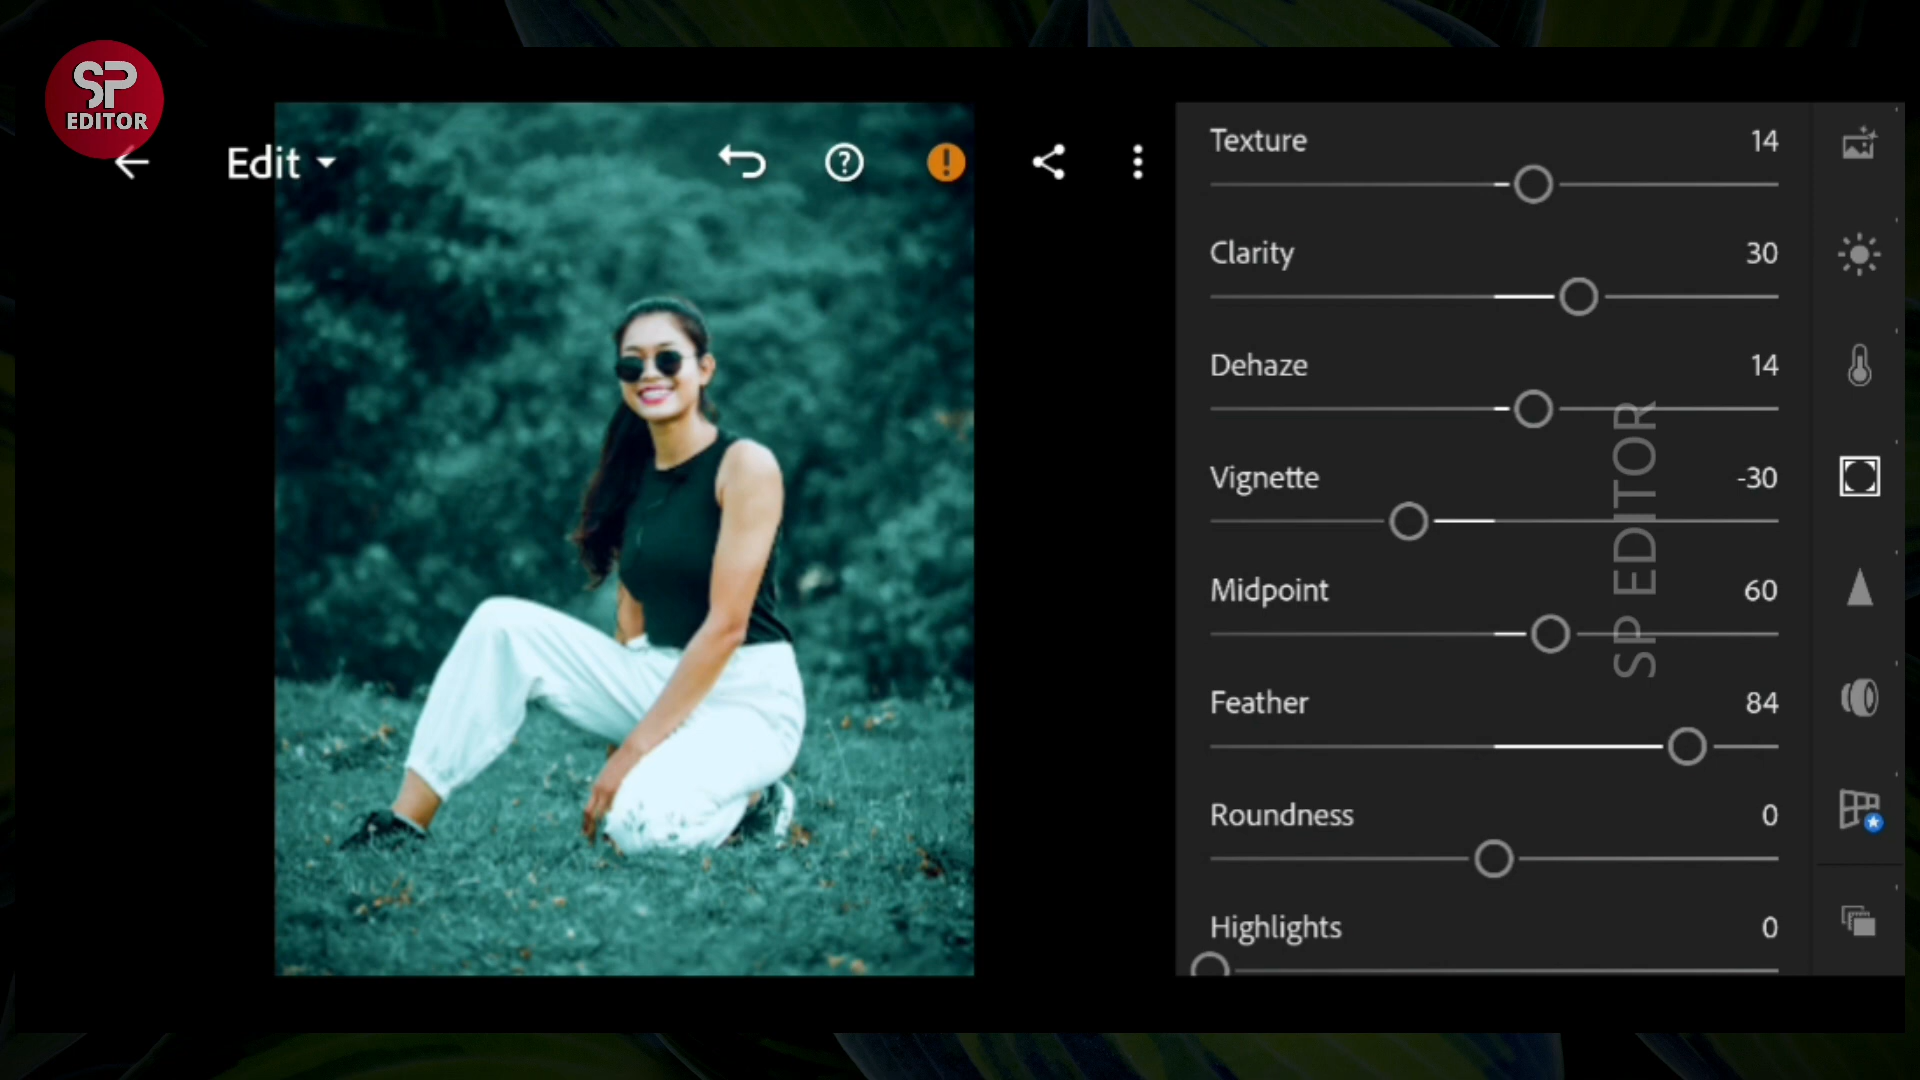 SP
EDITOR
Edit
Texture 14
Clarity 30
Dehaze 14
Vignette -30
Midpoint 60
Feather 84
Roundness 0
Highlights 0
SP EDITOR